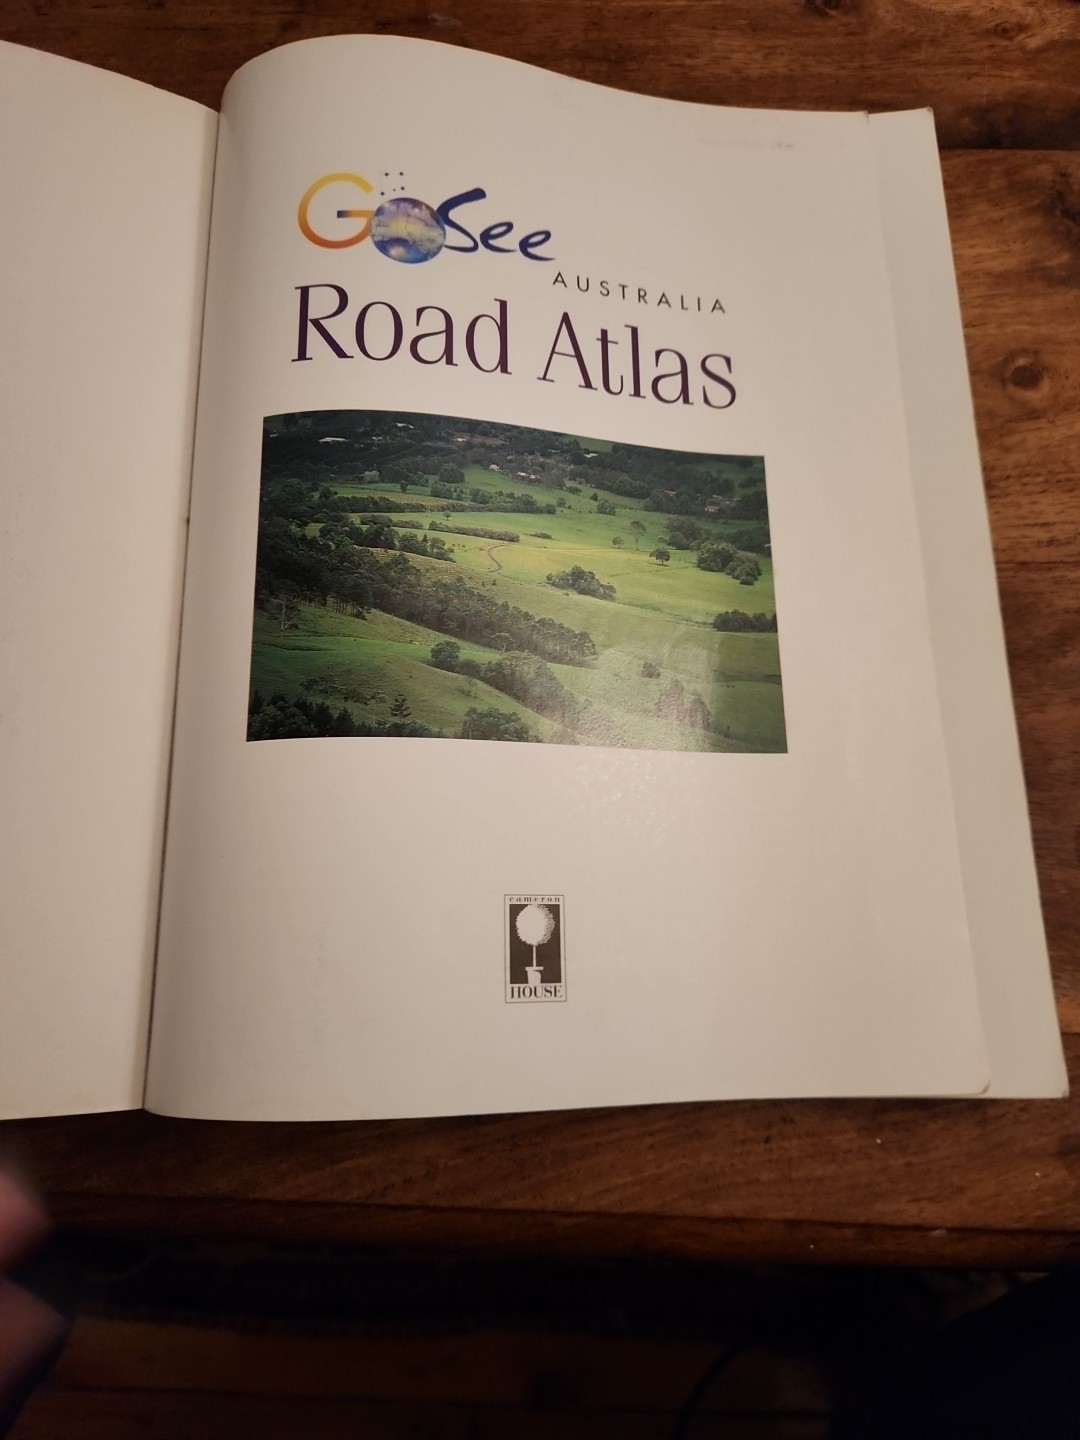 GoSee
AUSTRALIA
Road Atlas
cameron
HOUSE